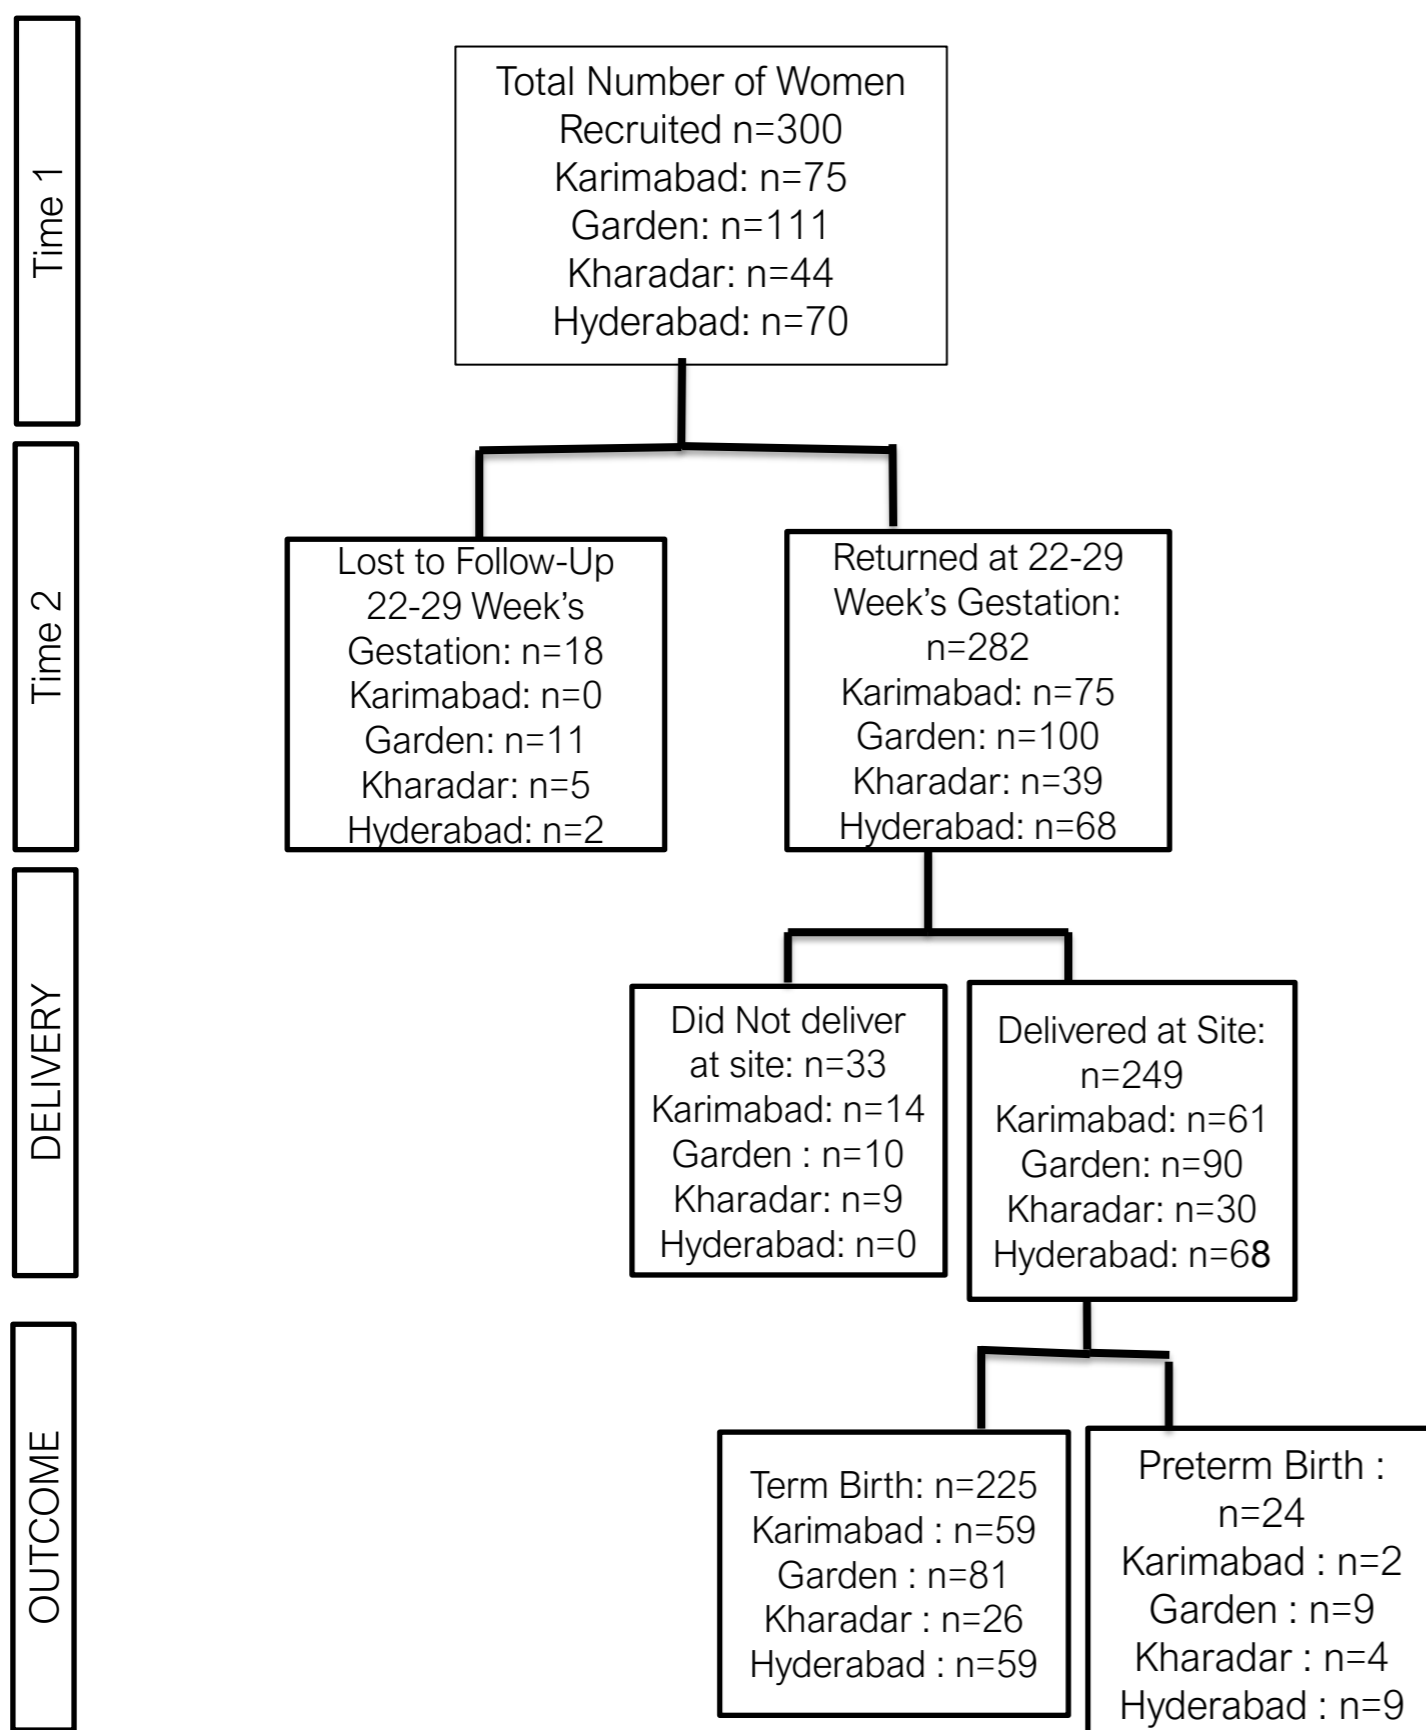 Time 1
Total Number of Women
Recruited n=300
Karimabad: n=75
Garden: n=111
Kharadar: n=44
Hyderabad: n=70
Time 2
Lost to Follow-Up
22-29 Week’s
Gestation: n=18
Karimabad: n=0
Garden: n=11
Kharadar: n=5
Hyderabad: n=2
Returned at 22-29
Week’s Gestation:
n=282
Karimabad: n=75
Garden: n=100
Kharadar: n=39
Hyderabad: n=68
DELIVERY
Did Not deliver
at site: n=33
Karimabad: n=14
Garden : n=10
Kharadar: n=9
Hyderabad: n=0
Delivered at Site:
n=249
Karimabad: n=61
Garden: n=90
Kharadar: n=30
Hyderabad: n=68
OUTCOME
Term Birth: n=225
Karimabad : n=59
Garden : n=81
Kharadar : n=26
Hyderabad : n=59
Preterm Birth :
n=24
Karimabad : n=2
Garden : n=9
Kharadar : n=4
Hyderabad : n=9